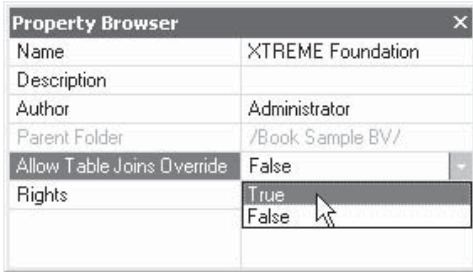 Property Browser
Name XTREME Foundation
Description
Author Administrator
Parent Folder /Book Sample BV/
Allow Table Joins Override False
Rights True
False